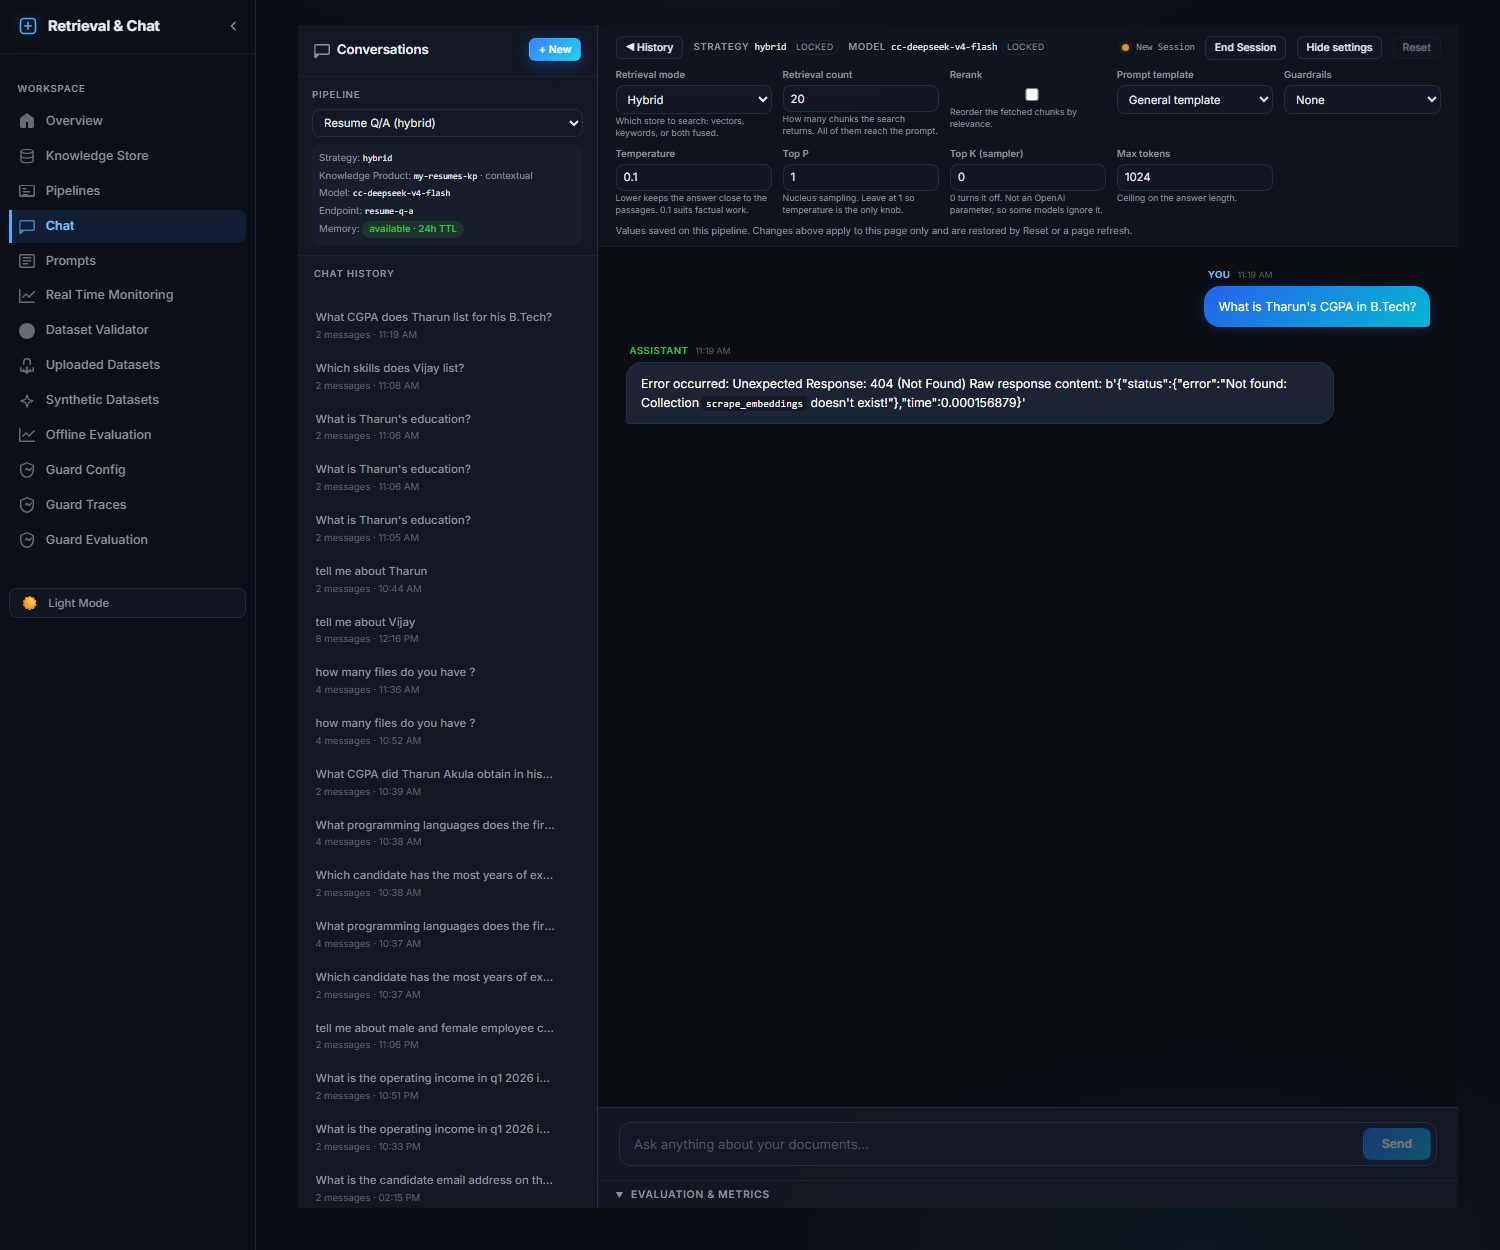 Retrieval & Chat
WORKSPACE
Overview
Knowledge Store
Pipelines
Chat
Prompts
Real Time Monitoring
Dataset Validator
Uploaded Datasets
Synthetic Datasets
Offline Evaluation
Guard Config
Guard Traces
Guard Evaluation
Light Mode
Conversations
+ New
PIPELINE
Resume Q/A (hybrid)
Strategy: hybrid
Knowledge Product: my-resumes-kp · contextual
Model: cc-deepseek-v4-flash
Endpoint: resume-q-a
Memory: available · 24h TTL
CHAT HISTORY
What CGPA does Tharun list for his B.Tech?
2 messages · 11:19 AM
Which skills does Vijay list?
2 messages · 11:08 AM
What is Tharun's education?
2 messages · 11:06 AM
What is Tharun's education?
2 messages · 11:06 AM
What is Tharun's education?
2 messages · 11:05 AM
tell me about Tharun
2 messages · 10:44 AM
tell me about Vijay
8 messages · 12:16 PM
how many files do you have ?
4 messages · 11:36 AM
how many files do you have ?
4 messages · 10:52 AM
What CGPA did Tharun Akula obtain in his...
2 messages · 10:39 AM
What programming languages does the fir...
4 messages · 10:38 AM
Which candidate has the most years of ex...
2 messages · 10:38 AM
What programming languages does the fir...
4 messages · 10:37 AM
Which candidate has the most years of ex...
2 messages · 10:37 AM
tell me about male and female employee c...
2 messages · 11:06 PM
What is the operating income in q1 2026 i...
2 messages · 10:51 PM
What is the operating income in q1 2026 i...
2 messages · 10:33 PM
What is the candidate email address on th...
2 messages · 02:15 PM
◀ History STRATEGY hybrid LOCKED MODEL cc-deepseek-v4-flash LOCKED New Session End Session Hide settings Reset
Retrieval mode
Hybrid
Which store to search: vectors,
keywords, or both fused.
Retrieval count
20
How many chunks the search
returns. All of them reach the prompt.
Rerank
Reorder the fetched chunks by
relevance.
Prompt template
General template
Guardrails
None
Temperature
0.1
Lower keeps the answer close to the
passages. 0.1 suits factual work.
Top P
1
Nucleus sampling. Leave at 1 so
temperature is the only knob.
Top K (sampler)
0
0 turns it off. Not an OpenAI
parameter, so some models ignore it.
Max tokens
1024
Ceiling on the answer length.
Values saved on this pipeline. Changes above apply to this page only and are restored by Reset or a page refresh.
YOU 11:19 AM
What is Tharun's CGPA in B.Tech?
ASSISTANT 11:19 AM
Error occurred: Unexpected Response: 404 (Not Found) Raw response content: b'{"status":{"error":"Not found:
Collection scrape_embeddings doesn't exist!"},"time":0.000156879}'
Ask anything about your documents...
Send
▼ EVALUATION & METRICS